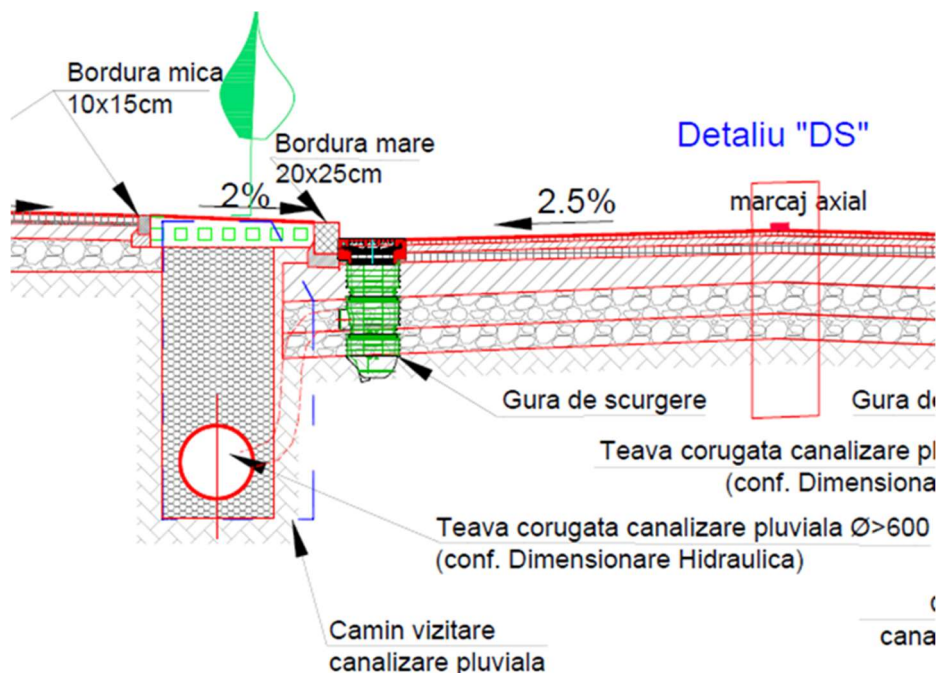 Bordura mica
10x15cm
Bordura mare
20x25cm
Detaliu "DS"
2%
2.5%
marcaj axial
Gura de scurgere
Gura de
Teava corugata canalizare pl
(conf. Dimensiona
Teava corugata canalizare pluviala Ø>600
(conf. Dimensionare Hidraulica)
Camin vizitare
canalizare pluviala
cana